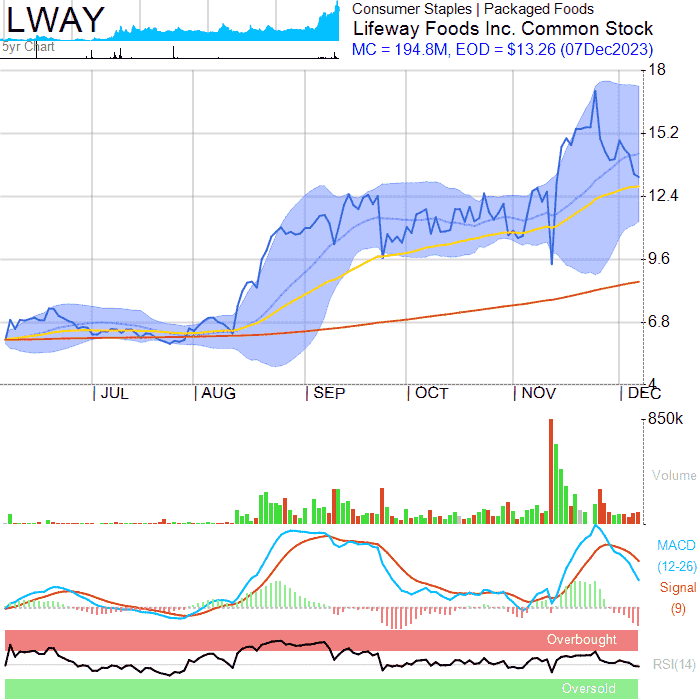 LWAY
5yr Chart
Consumer Staples | Packaged Foods
Lifeway Foods Inc. Common Stock
MC = 194.8M, EOD = $13.26 (07Dec2023)
18
15.2
12.4
9.6
6.8
4
JUL AUG SEP OCT NOV DEC
850k
Volume
MACD
(12-26)
Signal
(9)
Overbought
RSI(14)
Oversold